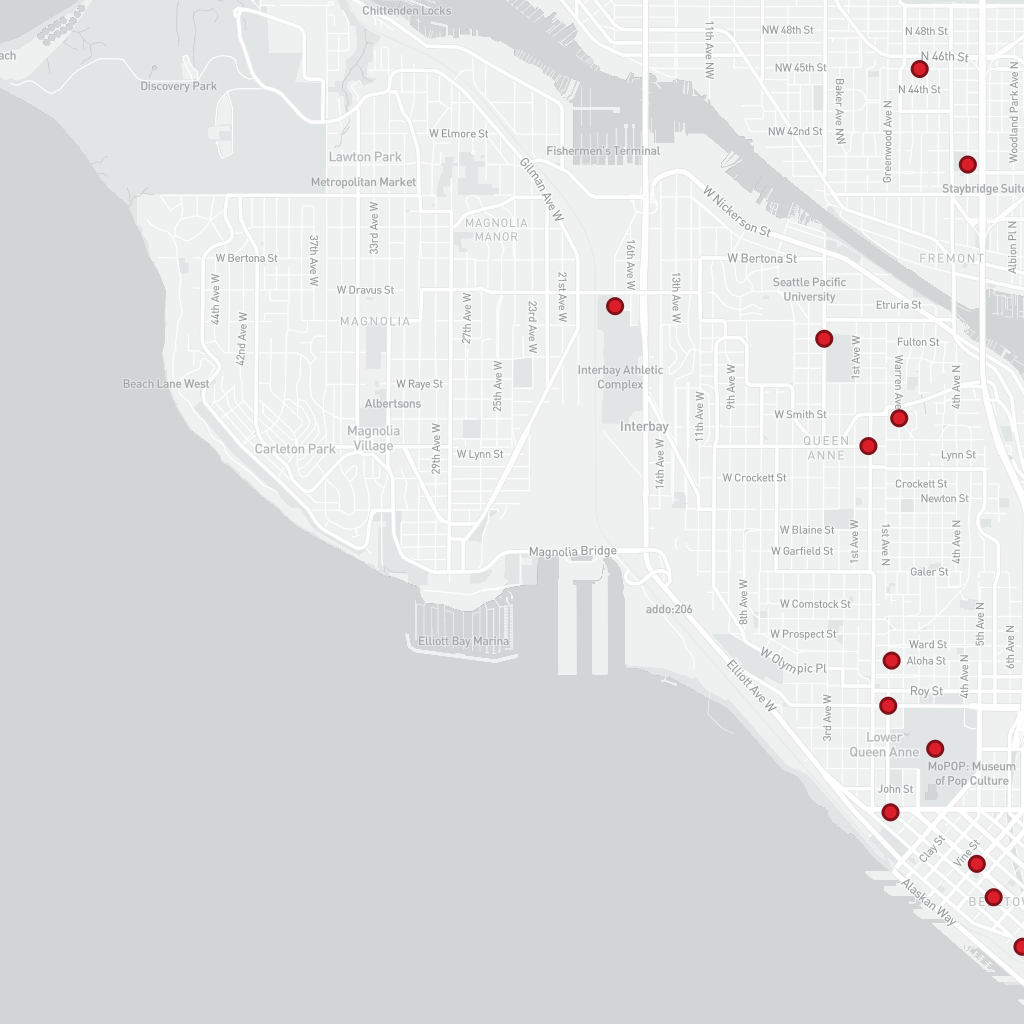 Chittenden Locks
11th Ave NW
NW 48th St
N 48th St
ach
N 46th St
NW 45th St
Discovery Park
Baker Ave NN
N 44th St
Greenwood Ave N
Woodland Park Ave N
W Elmore St
NW 42nd St
Fishermen's Terminal
Lawton Park
Gilman Ave W
Metropolitan Market
Staybridge Suite
W Nickerson St
33rd Ave W
MAGNOLIA
MANOR
37th Ave W
16th Ave W
Albion Pl N
W Bertona St
W Bertona St
FREMONT
44th Ave W
21st Ave W
13th Ave W
Seattle Pacific
University
W Dravus St
Etruria St
27th Ave W
23rd Ave W
MAGNOLIA
42nd Ave W
Fulton St
1st Ave W
Interbay Athletic
Complex
Beach Lane West
W Raye St
25th Ave W
9th Ave W
Warren Ave
4th Ave N
Albertsons
W Smith St
11th Ave W
Interbay
Magnolia
Village
QUEEN
ANNE
Carleton Park
29th Ave W
W Lynn St
14th Ave W
Lynn St
W Crockett St
Crockett St
Newton St
W Blaine St
1st Ave W
1st Ave N
4th Ave N
Magnolia Bridge
W Garfield St
Galer St
8th Ave W
addo:206
W Comstock St
5th Ave N
6th Ave N
Elliott Bay Marina
W Prospect St
Ward St
W Olympic Pl
Aloha St
4th Ave N
Elliott Ave W
Roy St
3rd Ave W
Lower
Queen Anne
MoPOP: Museum
of Pop Culture
John St
Clay St
Vine St
Alaskan Way